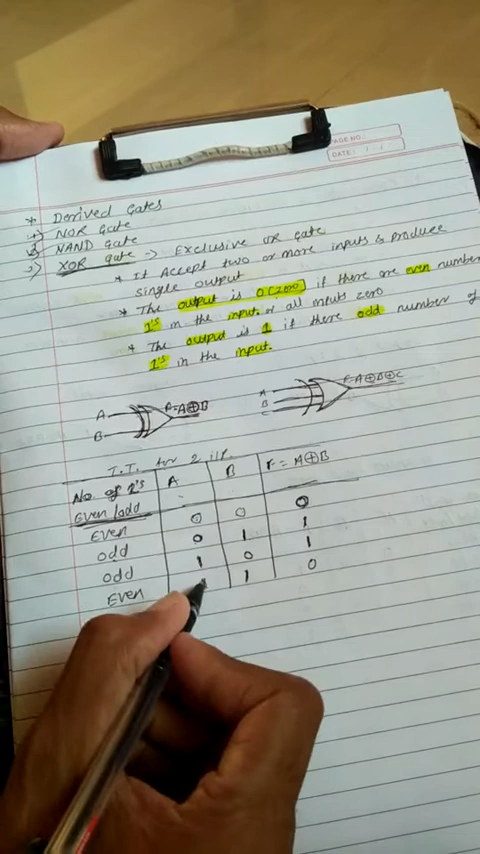 PAGE NO:
DATE: / /
* Derived Gates
1) NOR Gate
2) NAND Gate
3) XOR gate => Exclusive OR Gate
* It Accept two or more inputs & produce
single output
* The output is 0(zero) if there are even number
1's in the input. or all inputs zero
* The output is 1 if there odd number of
1's in the input.
A
B
F=A⊕B
A
B
C
F=A⊕B⊕C
T.T. for 2 i/p.
No. of 1's A B F = A⊕B
Even/odd
Even 0 0 0
odd 0 1 1
odd 1 0 1
Even 1 1 0